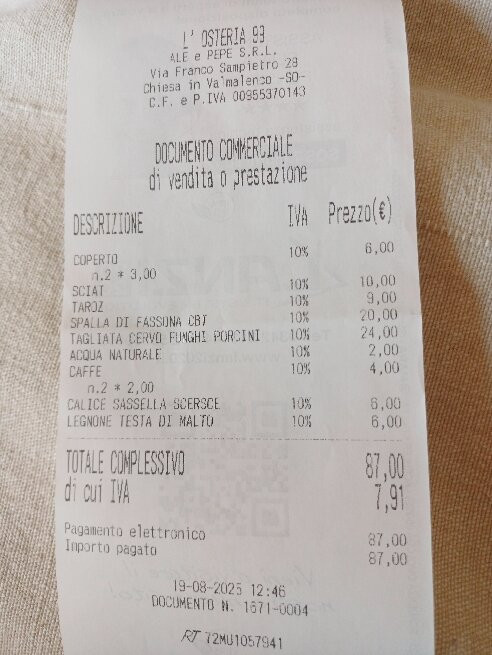 L' OSTERIA 99
ALE e PEPE S.R.L.
Via Franco Sampietro 28
Chiesa in Valmalenco -SO-
C.F. e P.IVA 00955370143
DOCUMENTO COMMERCIALE
di vendita o prestazione
DESCRIZIONE IVA Prezzo(€)
COPERTO 10% 6,00
n.2 * 3,00
SCIAT 10% 10,00
TAROZ 10% 9,00
SPALLA DI FASSONA CBT 10% 20,00
TAGLIATA CERVO FUNGHI PORCINI 10% 24,00
ACQUA NATURALE 10% 2,00
CAFFE 10% 4,00
n.2 * 2,00
CALICE SASSELLA SCERSCE 10% 6,00
LEGNONE TESTA DI MALTO 10% 6,00
TOTALE COMPLESSIVO 87,00
di cui IVA 7,91
Pagamento elettronico 87,00
Importo pagato 87,00
19-08-2025 12:46
DOCUMENTO N. 1671-0004
RT 72MU1057941